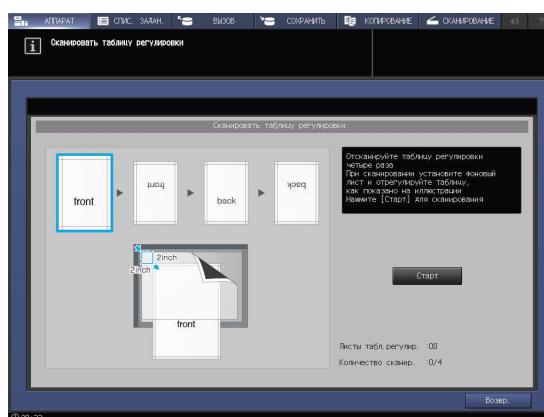 АППАРАТ СПИС. ЗАДАН. ВЫЗОВ СОХРАНИТЬ КОПИРОВАНИЕ СКАНИРОВАНИЕ
Сканировать таблицу регулировки
Сканировать таблицу регулировки
front front back back
Отсканируйте таблицу регулировки
четыре раза
При сканировании установите фоновый
лист и отрегулируйте таблицу,
как показано на иллюстрации
Нажмите [Старт] для сканирования
2inch
2inch
front
Старт
Листы табл.регулир. :00
Количество сканир. :0/4
Возвр.